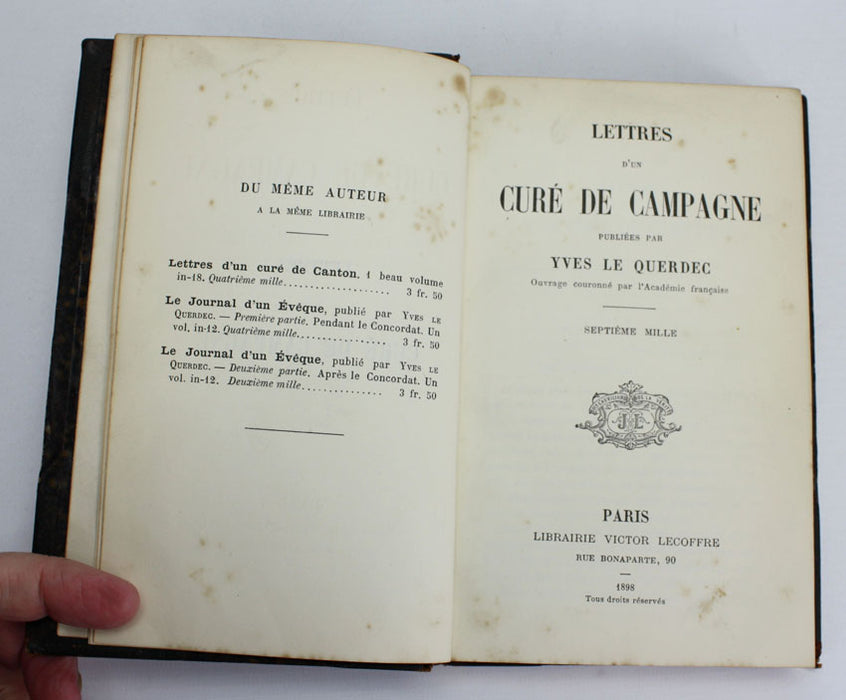 DU MÊME AUTEUR
A LA MÊME LIBRAIRIE
Lettres d'un curé de Canton, 1 beau volume
in-18. Quatrième mille................... 3 fr. 50
Le Journal d'un Évêque, publié par YVES LE
QUERDEC. — Première partie. Pendant le Concordat. Un
vol. in-12. Quatrième mille................ 3 fr. 50
Le Journal d'un Évêque, publié par YVES LE
QUERDEC. — Deuxième partie. Après le Concordat. Un
vol. in-12. Deuxième mille............... 3 fr. 50
LETTRES
D'UN
CURÉ DE CAMPAGNE
PUBLIÉES PAR
YVES LE QUERDEC
Ouvrage couronné par l'Académie française
SEPTIÈME MILLE
J L
PARIS
LIBRAIRIE VICTOR LECOFFRE
RUE BONAPARTE, 90
1898
Tous droits réservés